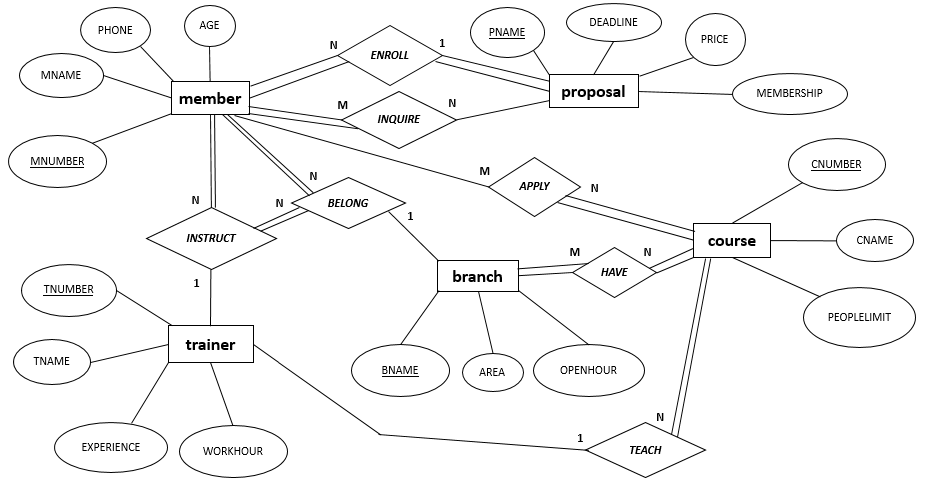 AGE
PHONE
PNAME
DEADLINE
PRICE
N
ENROLL
1
MNAME
member
proposal
MEMBERSHIP
M
INQUIRE
N
MNUMBER
M
APPLY
N
CNUMBER
N
N
N
BELONG
1
INSTRUCT
course
CNAME
1
branch
M
HAVE
N
TNUMBER
PEOPLELIMIT
trainer
TNAME
BNAME
AREA
OPENHOUR
EXPERIENCE
WORKHOUR
1
TEACH
N